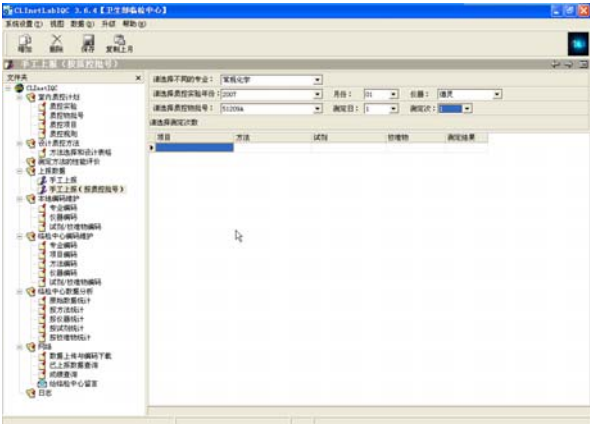 CLInetLabIQC 3.6.4【卫生部临检中心】
系统设置(I) 视图 数据(Q) 升级 帮助(H)
增加 删除 保存 复制上月
手工上报(按质控批号)
文件夹
CLInetIQC
室内质控计划
质控实验
质控物批号
质控项目
质控规则
设计质控方法
方法选择和设计表格
测定方法的性能评价
上报数据
手工上报
手工上报(按质控批号)
本地编码维护
专业编码
仪器编码
试剂/校准物编码
临检中心编码维护
专业编码
项目编码
方法编码
仪器编码
试剂/校准物编码
临检中心数据分析
原始数据统计
按方法统计
按仪器统计
按试剂统计
按校准物统计
网络
数据上传与编码下载
已上报数据查询
成绩查询
给临检中心留言
日志
请选择不同的专业: 常规化学
请选择质控实验年份: 2007 月份: 01 仪器:
请选择质控物批号: 51209A 测定日: 1 测定次: 1
请选择测定次数
项目 方法 试剂 校准物 测定结果